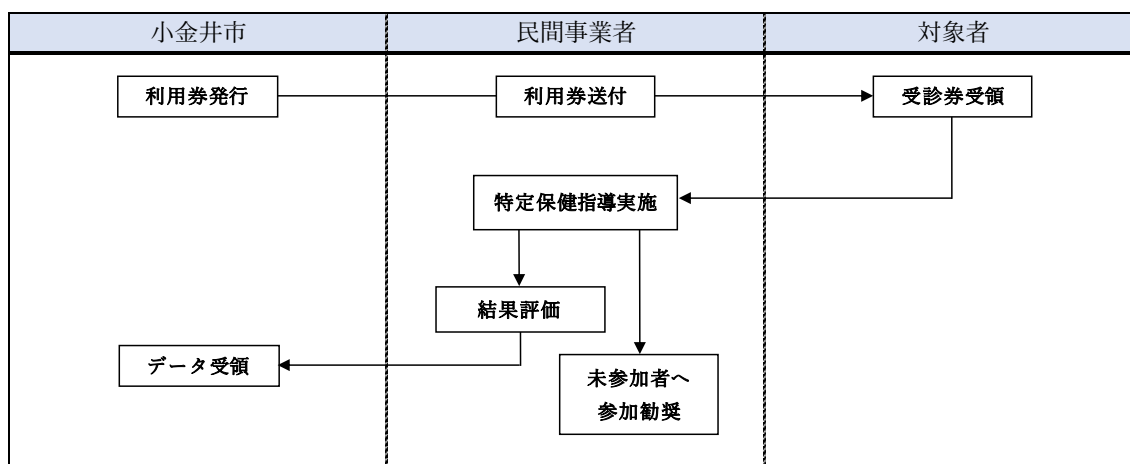 小金井市
民間事業者
対象者
利用券発行
利用券送付
受診券受領
特定保健指導実施
結果評価
データ受領
未参加者へ
参加勧奨